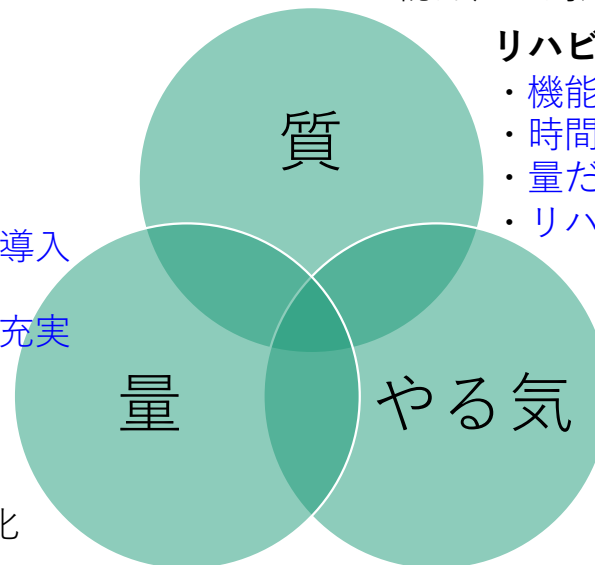 リハビ
・機能
・時間
・量だ
・リハ
質
導入
充実
量
やる気
化